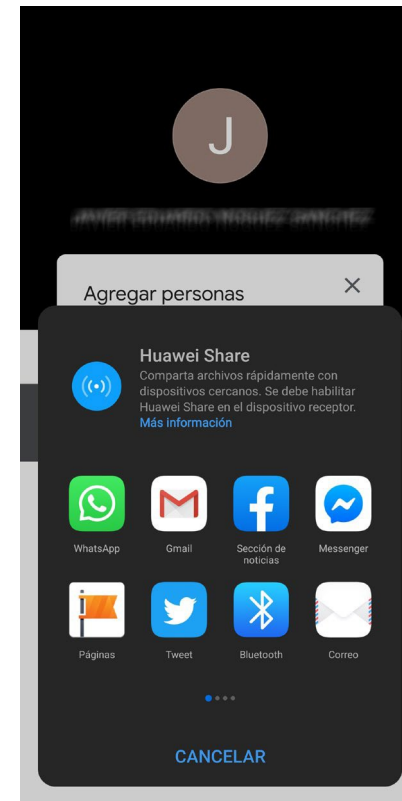 J
Agregar personas
Huawei Share
Comparta archivos rápidamente con
dispositivos cercanos. Se debe habilitar
Huawei Share en el dispositivo receptor.
Más información
WhatsApp
Gmail
Sección de
noticias
Messenger
Páginas
Tweet
Bluetooth
Correo
CANCELAR